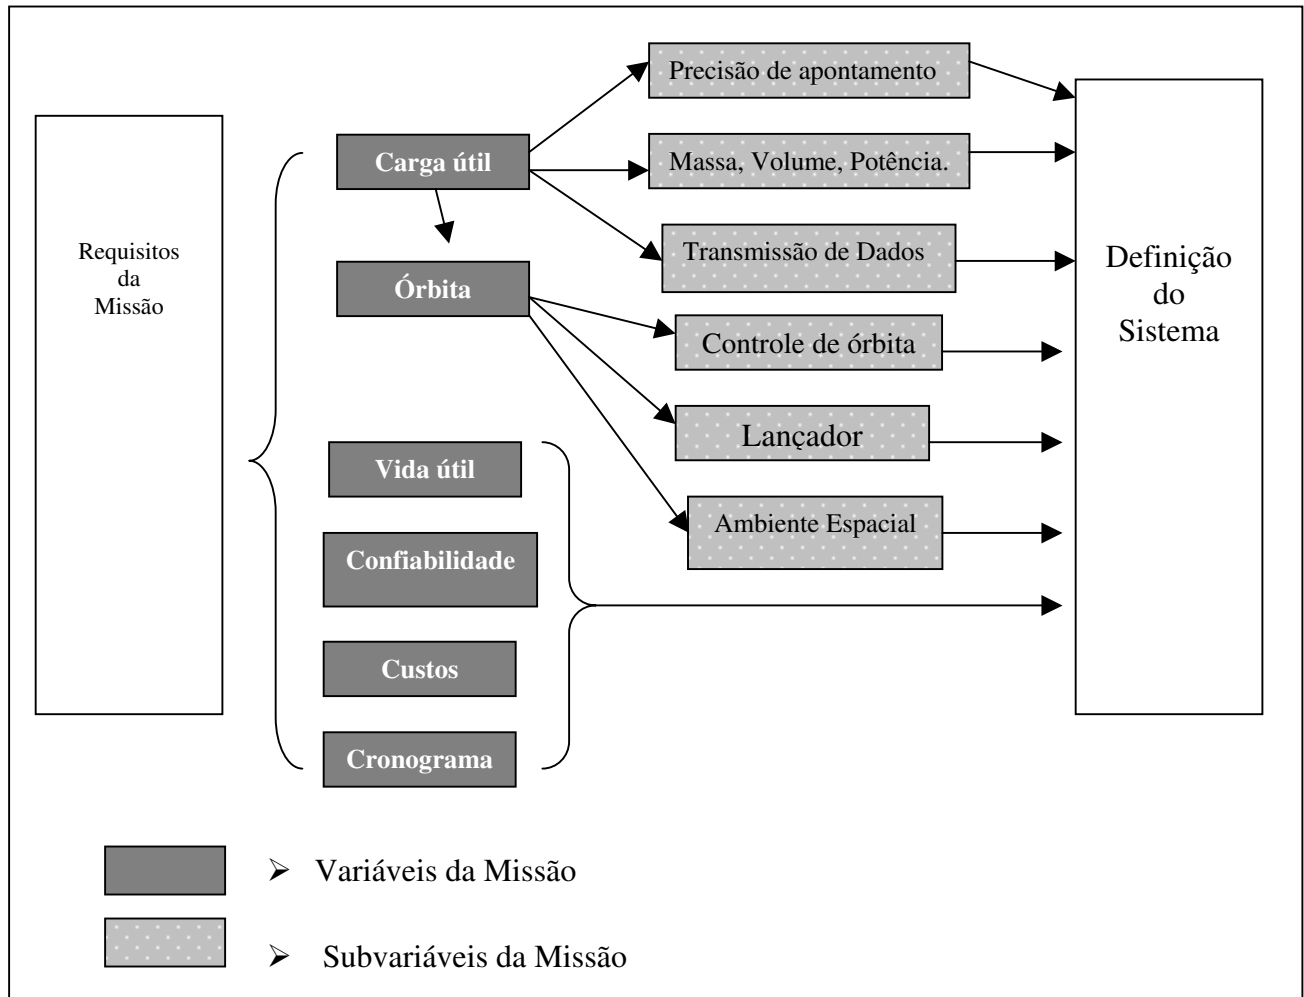 Requisitos
da
Missão
Carga útil
Órbita
Vida útil
Confiabilidade
Custos
Cronograma
Precisão de apontamento
Massa, Volume, Potência.
Transmissão de Dados
Controle de órbita
Lançador
Ambiente Espacial
Definição
do
Sistema
Variáveis da Missão
Subvariáveis da Missão